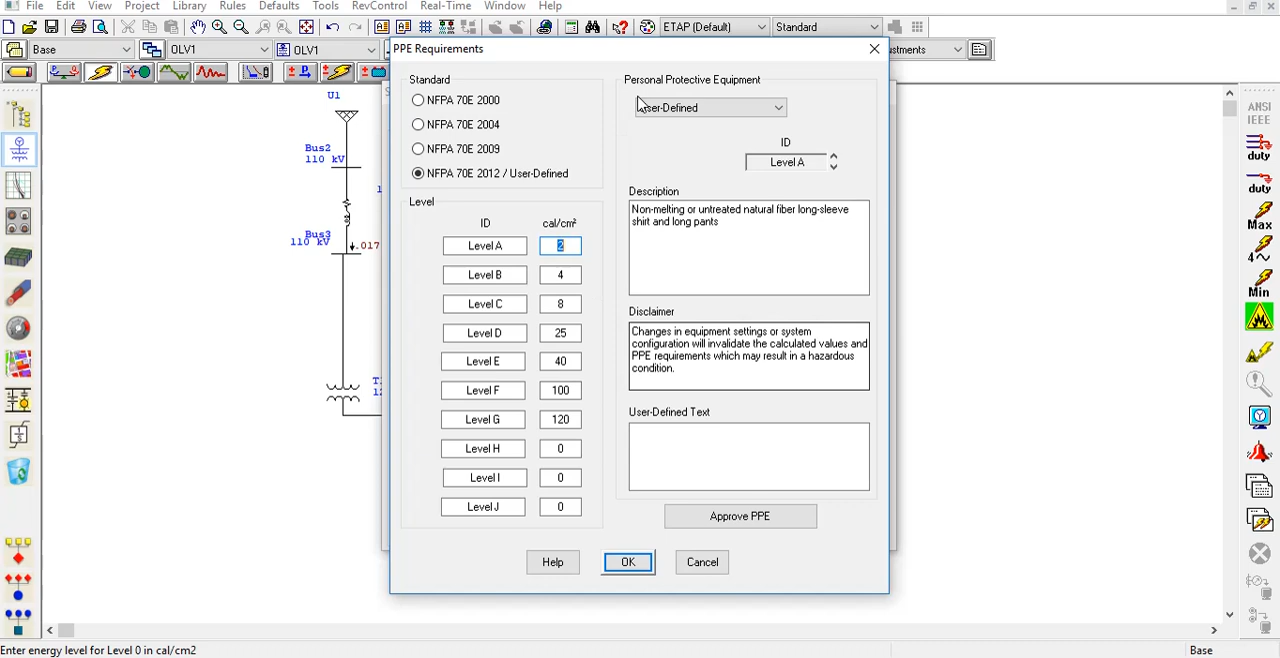 File Edit View Project Library Rules Defaults Tools RevControl Real-Time Window Help
ETAP (Default) Standard
Base OLV1 OLV1
PPE Requirements
Standard
NFPA 70E 2000
NFPA 70E 2004
NFPA 70E 2009
NFPA 70E 2012 / User-Defined
Level
ID cal/cm²
Level A 2
Level B 4
Level C 8
Level D 25
Level E 40
Level F 100
Level G 120
Level H 0
Level I 0
Level J 0
Personal Protective Equipment
User-Defined
ID
Level A
Description
Non-melting or untreated natural fiber long-sleeve
shirt and long pants
Disclaimer
Changes in equipment settings or system
configuration will invalidate the calculated values and
PPE requirements which may result in a hazardous
condition.
User-Defined Text
Approve PPE
Help OK Cancel
U1
Bus2
110 kV
Bus3
110 kV
.017
ANSI
IEEE
duty
duty
Max
4~
Min
Enter energy level for Level 0 in cal/cm2
Base